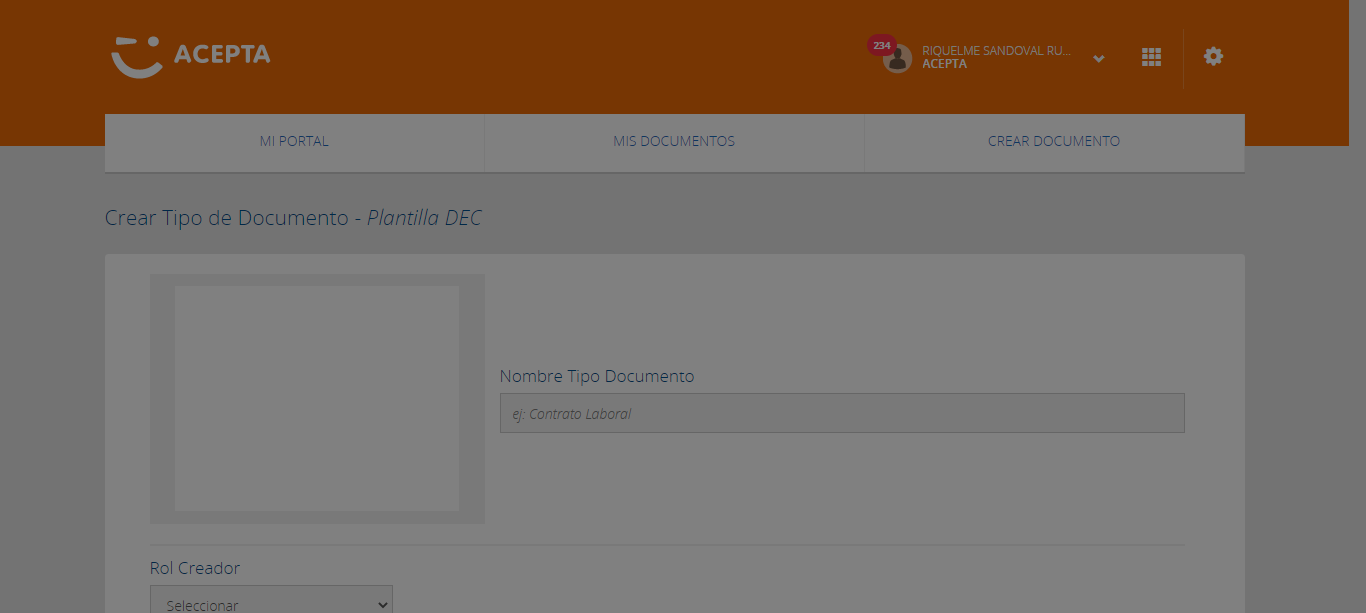 ACEPTA
234
RIQUELME SANDOVAL RU...
ACEPTA
MI PORTAL
MIS DOCUMENTOS
CREAR DOCUMENTO
Crear Tipo de Documento - Plantilla DEC
Nombre Tipo Documento
ej: Contrato Laboral
Rol Creador
Seleccionar